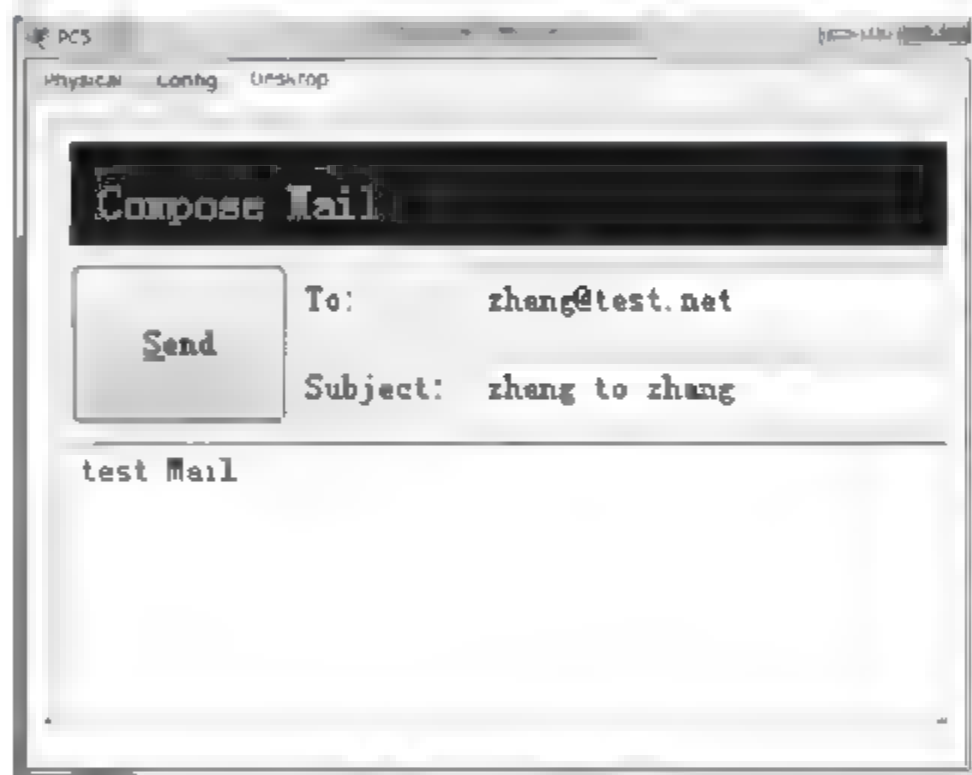 PC5
Physical Config Desktop
Compose Mail
Send
To: zhang@test.net
Subject: zhang to zhang
test Mail